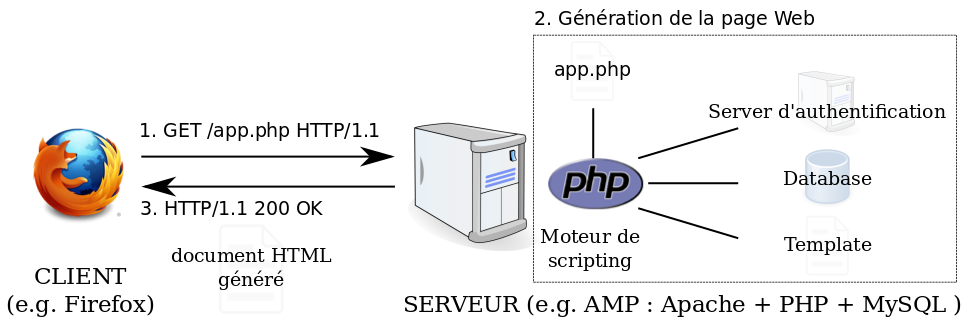 2. Génération de la page Web
app.php
Server d'authentification
1. GET /app.php HTTP/1.1
php
Database
3. HTTP/1.1 200 OK
Moteur de
scripting
Template
document HTML
généré
CLIENT
(e.g. Firefox)
SERVEUR (e.g. AMP : Apache + PHP + MySQL )